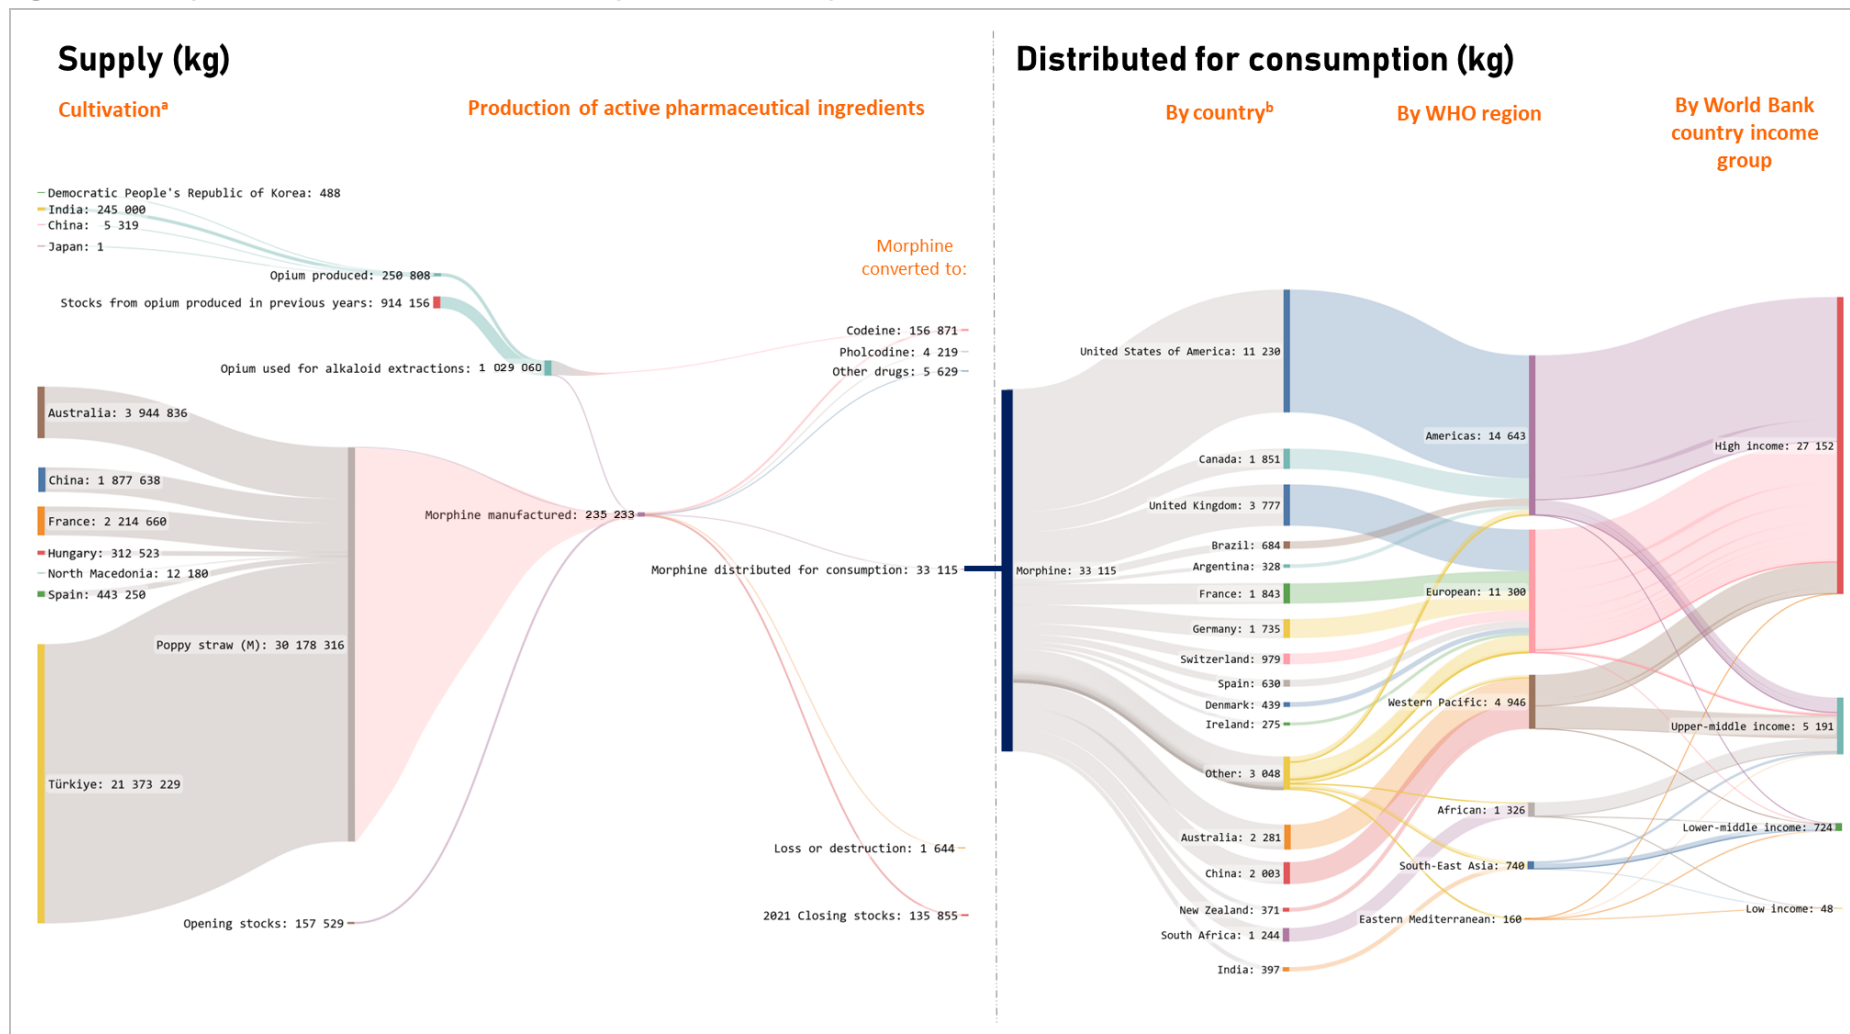 Supply (kg)
Distributed for consumption (kg)
Cultivationᵃ
Production of active pharmaceutical ingredients
By countryᵇ
By WHO region
By World Bank
country income
group
Democratic People's Republic of Korea: 488
India: 245 000
China: 5 319
Japan: 1
Opium produced: 250 808
Stocks from opium produced in previous years: 914 156
Opium used for alkaloid extractions: 1 029 060
Australia: 3 944 836
China: 1 877 638
France: 2 214 660
Hungary: 312 523
North Macedonia: 12 180
Spain: 443 250
Poppy straw (M): 30 178 316
Türkiye: 21 373 229
Opening stocks: 157 529
Morphine
converted to:
Codeine: 156 871
Pholcodine: 4 219
Other drugs: 5 629
Morphine manufactured: 235 233
Morphine distributed for consumption: 33 115
Loss or destruction: 1 644
2021 Closing stocks: 135 855
Morphine: 33 115
United States of America: 11 230
Canada: 1 851
United Kingdom: 3 777
Brazil: 684
Argentina: 328
France: 1 843
Germany: 1 735
Switzerland: 979
Spain: 630
Denmark: 439
Ireland: 275
Other: 3 048
Australia: 2 281
China: 2 003
New Zealand: 371
South Africa: 1 244
India: 397
Americas: 14 643
European: 11 300
Western Pacific: 4 946
African: 1 326
South-East Asia: 740
Eastern Mediterranean: 160
High income: 27 152
Upper-middle income: 5 191
Lower-middle income: 724
Low income: 48